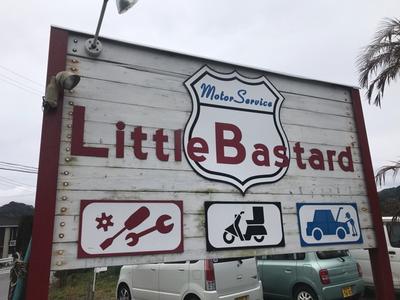 Motor Service
Little Bastard